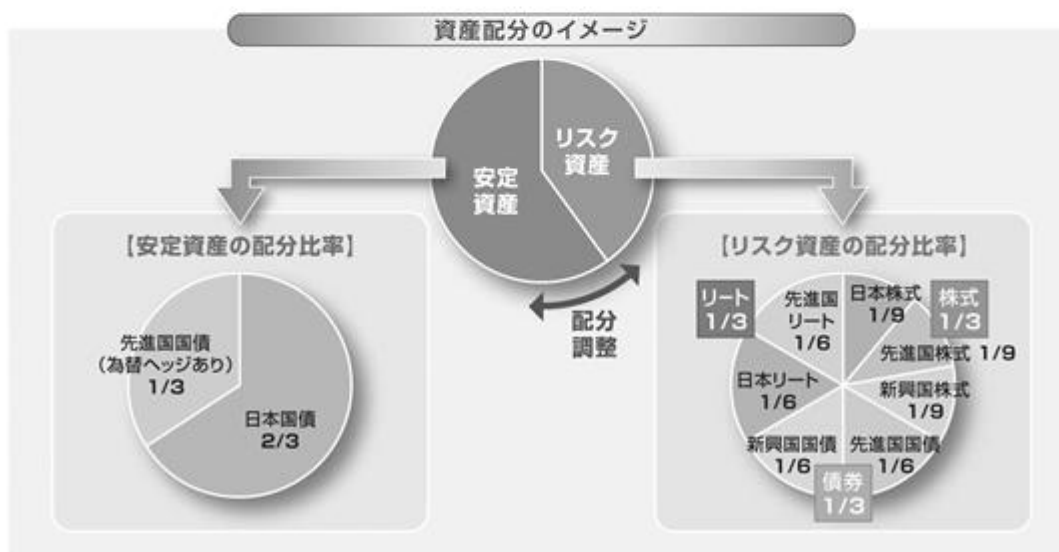 資産配分のイメージ
リスク
資産
安定
資産
配分
調整
【安定資産の配分比率】
先進国国債
（為替ヘッジあり）
1/3
日本国債
2/3
【リスク資産の配分比率】
リート
1/3
先進国
リート
1/6
日本株式
1/9
株式
1/3
先進国株式 1/9
新興国株式
1/9
日本リート
1/6
新興国国債
1/6
先進国国債
1/6
債券
1/3